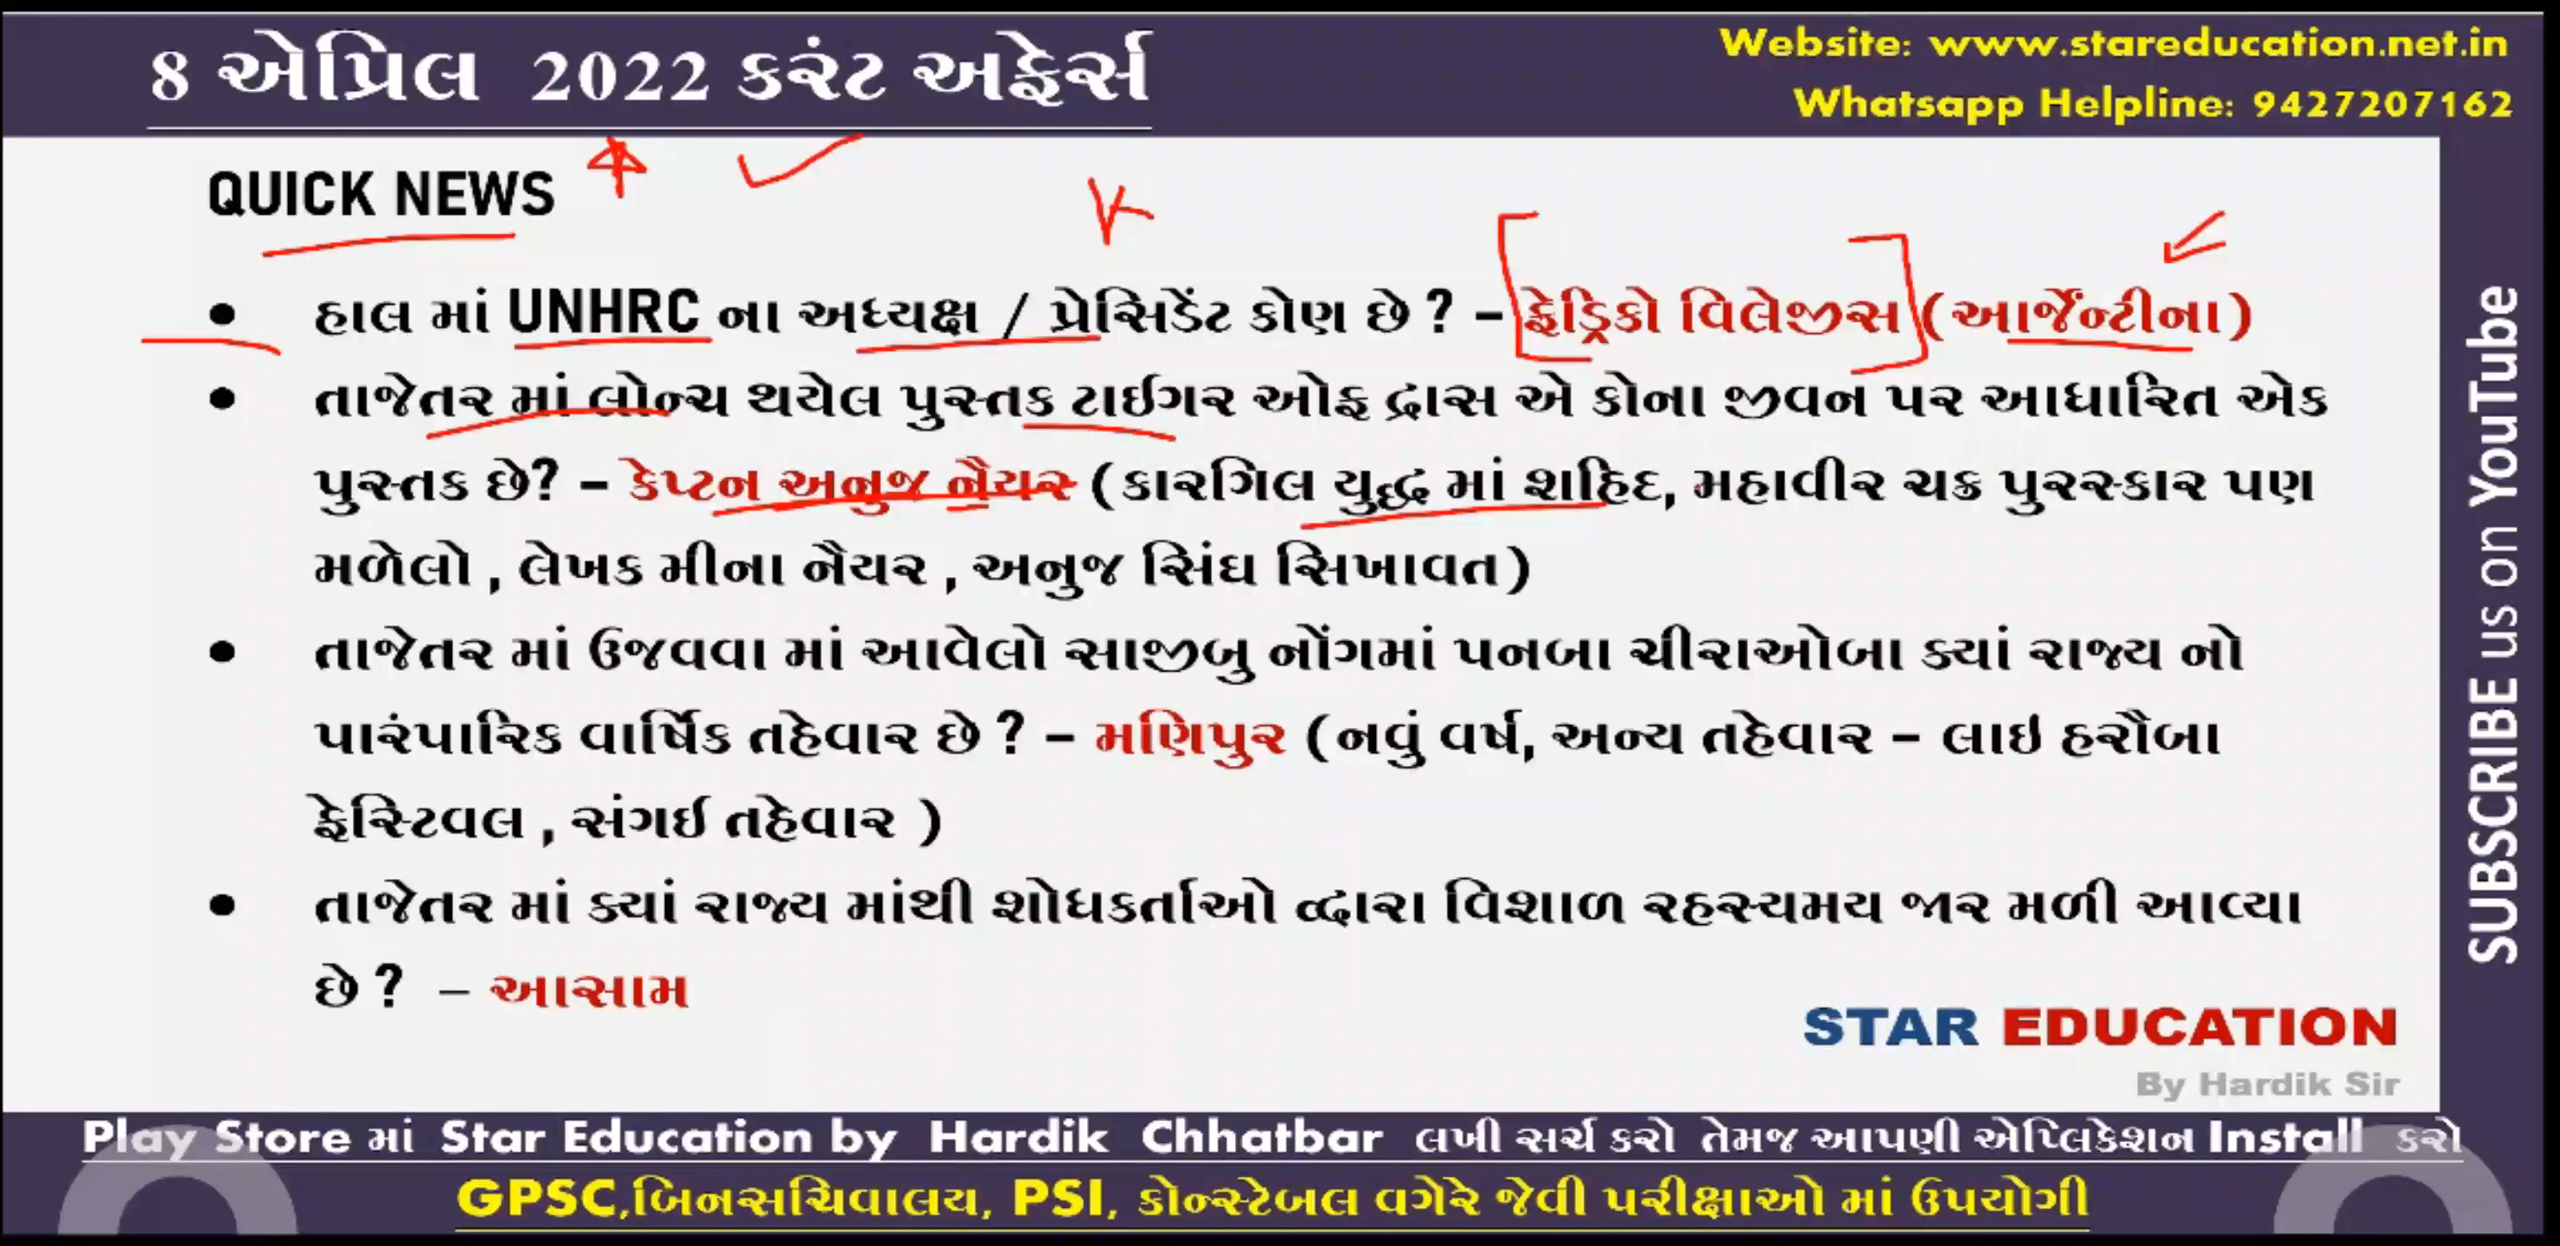 8 એપ્રિલ 2022 કરંટ અફેર્સ
Website: www.stareducation.net.in
Whatsapp Helpline: 9427207162
QUICK NEWS
• હાલ માં UNHRC ના અધ્યક્ષ / પ્રેસિડેંટ કોણ છે ? – ફ્રેડ્રિકો વિલેજીસ (આર્જેન્ટીના)
• તાજેતર માં લોન્ચ થયેલ પુસ્તક ટાઈગર ઓફ દ્રાસ એ કોના જીવન પર આધારિત એક
પુસ્તક છે? – કેપ્ટન અનુજ નૈયર (કારગિલ યુદ્ધ માં શહિદ, મહાવીર ચક્ર પુરસ્કાર પણ
મળેલો , લેખક મીના નૈયર , અનુજ સિંઘ સિખાવત)
• તાજેતર માં ઉજવવા માં આવેલો સાજીબુ નોંગમાં પનબા ચીરાઓબા ક્યાં રાજ્ય નો
પારંપારિક વાર્ષિક તહેવાર છે ? – મણિપુર (નવું વર્ષ, અન્ય તહેવાર – લાઇ હરૌબા
ફેસ્ટિવલ , સંગઇ તહેવાર )
• તાજેતર માં ક્યાં રાજ્ય માંથી શોધકર્તાઓ દ્વારા વિશાળ રહસ્યમય જાર મળી આવ્યા
છે ? – આસામ
STAR EDUCATION
By Hardik Sir
SUBSCRIBE us on YouTube
Play Store માં Star Education by Hardik Chhatbar લખી સર્ચ કરો તેમજ આપણી એપ્લિકેશન Install કરો
GPSC,બિનસચિવાલય, PSI, કોન્સ્ટેબલ વગેરે જેવી પરીક્ષાઓ માં ઉપયોગી